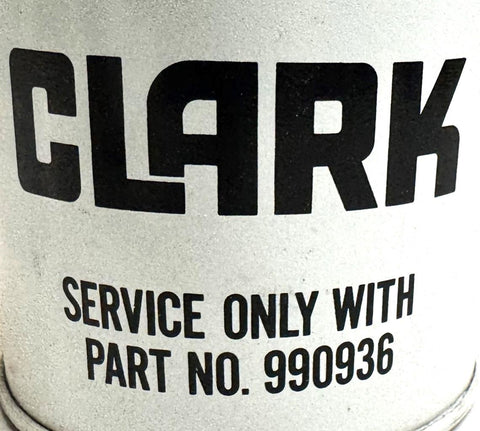 CLARK
SERVICE ONLY WITH
PART NO. 990936